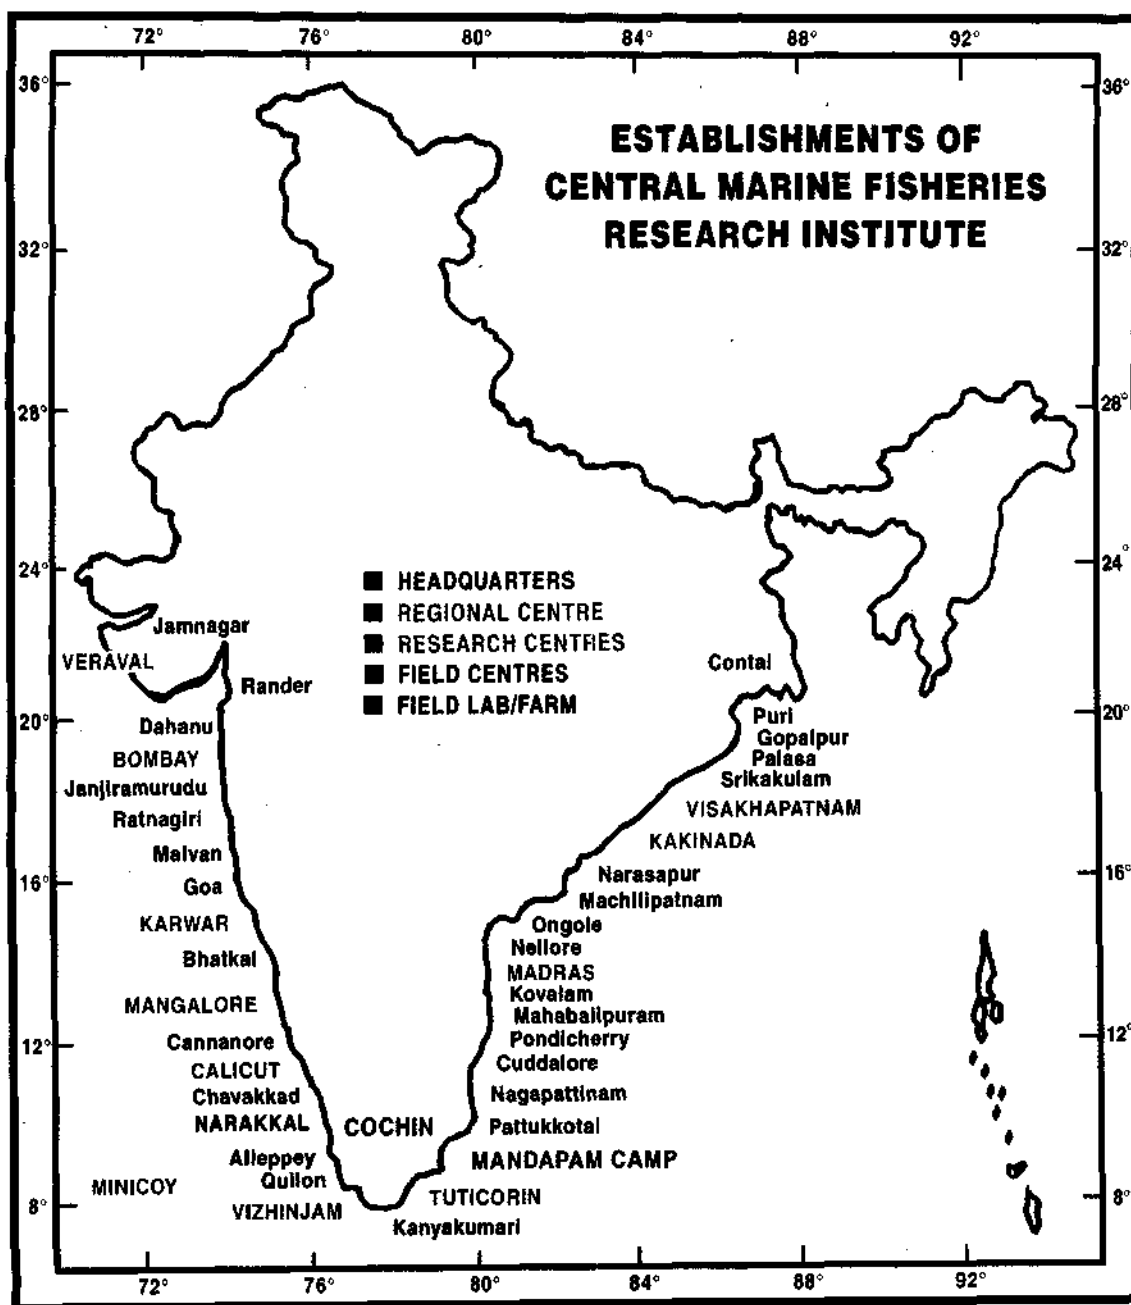 72° 76° 80° 84° 88° 92°
36° 36°
ESTABLISHMENTS OF
CENTRAL MARINE FISHERIES
RESEARCH INSTITUTE
32° 32°
28° 28°
24° 24°
HEADQUARTERS
REGIONAL CENTRE
RESEARCH CENTRES
FIELD CENTRES
FIELD LAB/FARM
Jamnagar
VERAVAL
Rander
Dahanu
BOMBAY
Janjiramurudu
Ratnagiri
Malvan
Goa
KARWAR
Bhatkal
MANGALORE
Cannanore
CALICUT
Chavakkad
NARAKKAL
COCHIN
Alleppey
Quilon
MINICOY
VIZHINJAM
Kanyakumari
TUTICORIN
MANDAPAM CAMP
Pattukkotai
Nagapattinam
Cuddalore
Pondicherry
Mahabalipuram
Kovalam
MADRAS
Nellore
Ongole
Machilipatnam
Narasapur
KAKINADA
VISAKHAPATNAM
Srikakulam
Palasa
Gopalpur
Puri
Contai
20° 20°
16° 16°
12° 12°
8° 8°
72° 76° 80° 84° 88° 92°